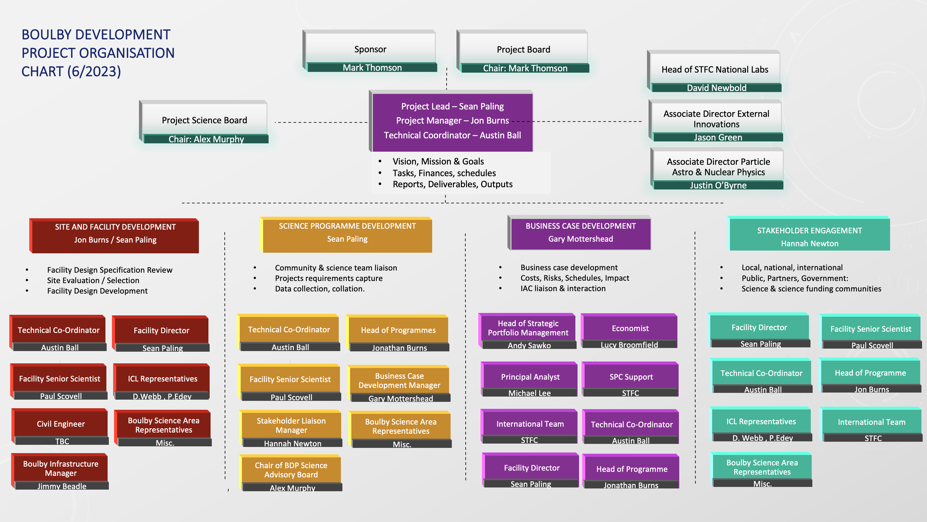 BOULBY DEVELOPMENT
PROJECT ORGANISATION
CHART (6/2023)
Sponsor
Mark Thomson
Project Board
Chair: Mark Thomson
Head of STFC National Labs
David Newbold
Project Science Board
Chair: Alex Murphy
Project Lead – Sean Paling
Project Manager – Jon Burns
Technical Coordinator – Austin Ball
Associate Director External
Innovations
Jason Green
• Vision, Mission & Goals
• Tasks, Finances, schedules
• Reports, Deliverables, Outputs
Associate Director Particle
Astro & Nuclear Physics
Justin O'Byrne
SITE AND FACILITY DEVELOPMENT
Jon Burns / Sean Paling
• Facility Design Specification Review
• Site Evaluation / Selection
• Facility Design Development
Technical Co-Ordinator
Austin Ball
Facility Director
Sean Paling
Facility Senior Scientist
Paul Scovell
ICL Representatives
D.Webb , P.Edey
Civil Engineer
TBC
Boulby Science Area
Representatives
Misc.
Boulby Infrastructure
Manager
Jimmy Beadle
SCIENCE PROGRAMME DEVELOPMENT
Sean Paling
• Community & science team liaison
• Projects requirements capture
• Data collection, collation.
Technical Co-Ordinator
Austin Ball
Head of Programmes
Jonathan Burns
Facility Senior Scientist
Paul Scovell
Business Case
Development Manager
Gary Mottershead
Stakeholder Liaison
Manager
Hannah Newton
Boulby Science Area
Representatives
Misc.
Chair of BDP Science
Advisory Board
Alex Murphy
BUSINESS CASE DEVELOPMENT
Gary Mottershead
• Business case development
• Costs, Risks, Schedules, Impact
• IAC liaison & interaction
Head of Strategic
Portfolio Management
Andy Sawko
Economist
Lucy Broomfield
Principal Analyst
Michael Lee
SPC Support
STFC
International Team
STFC
Technical Co-Ordinator
Austin Ball
Facility Director
Sean Paling
Head of Programme
Jonathan Burns
STAKEHOLDER ENGAGEMENT
Hannah Newton
• Local, national, international
• Public, Partners, Government:
• Science & science funding communities
Facility Director
Sean Paling
Facility Senior Scientist
Paul Scovell
Technical Co-Ordinator
Austin Ball
Head of Programme
Jon Burns
ICL Representatives
D. Webb , P.Edey
International Team
STFC
Boulby Science Area
Representatives
Misc.